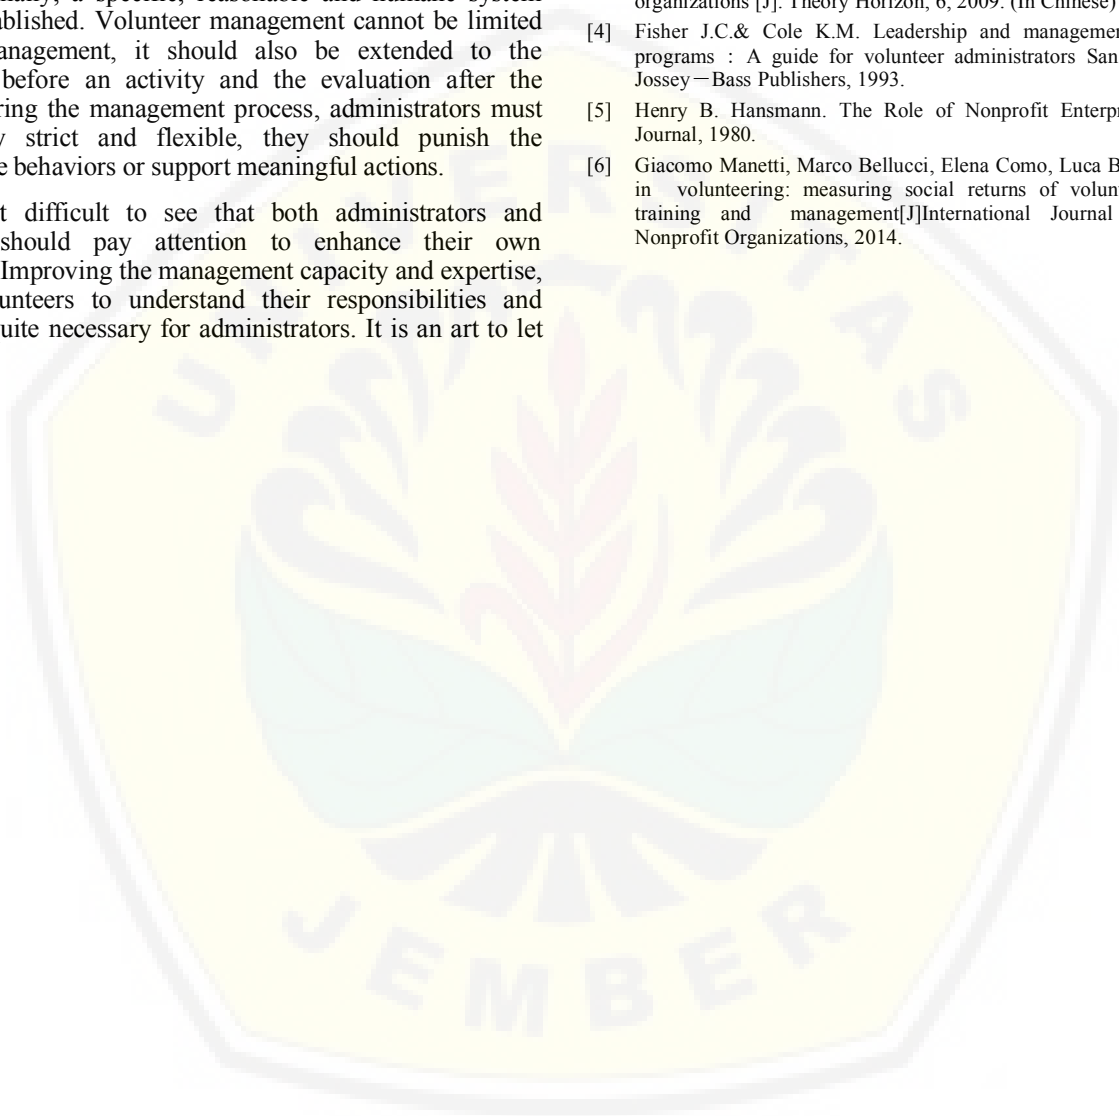 nally, a specific, reasonable and humane system
ablished. Volunteer management cannot be limited
anagement, it should also be extended to the
before an activity and the evaluation after the
ring the management process, administrators must
y strict and flexible, they should punish the
e behaviors or support meaningful actions.
t difficult to see that both administrators and
should pay attention to enhance their own
Improving the management capacity and expertise,
unteers to understand their responsibilities and
uite necessary for administrators. It is an art to let
organizations [J]. Theory Horizon, 6, 2009. (In Chinese)
[4] Fisher J.C.& Cole K.M. Leadership and managemen
programs : A guide for volunteer administrators San
Jossey—Bass Publishers, 1993.
[5] Henry B. Hansmann. The Role of Nonprofit Enterpr
Journal, 1980.
[6] Giacomo Manetti, Marco Bellucci, Elena Como, Luca B
in volunteering: measuring social returns of volunt
training and management[J]International Journal
Nonprofit Organizations, 2014.
UNIVERSITAS
JEMBER